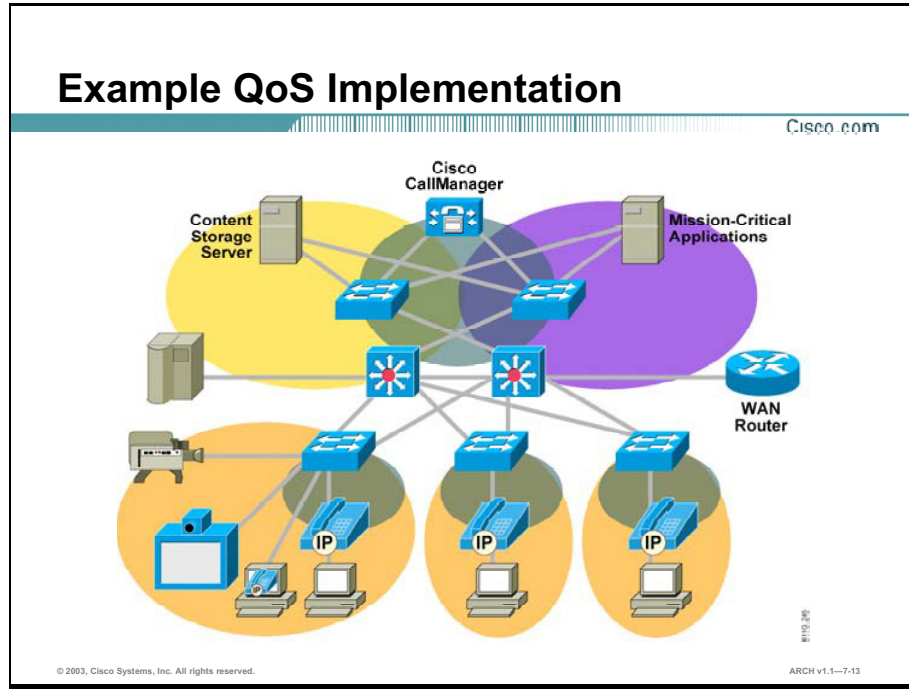 Example QoS Implementation
Cisco.com
Cisco
CallManager
Content
Storage
Server
Mission-Critical
Applications
WAN
Router
IP
IP
IP
IP
© 2003, Cisco Systems, Inc. All rights reserved.
ARCH v1.1—7-13